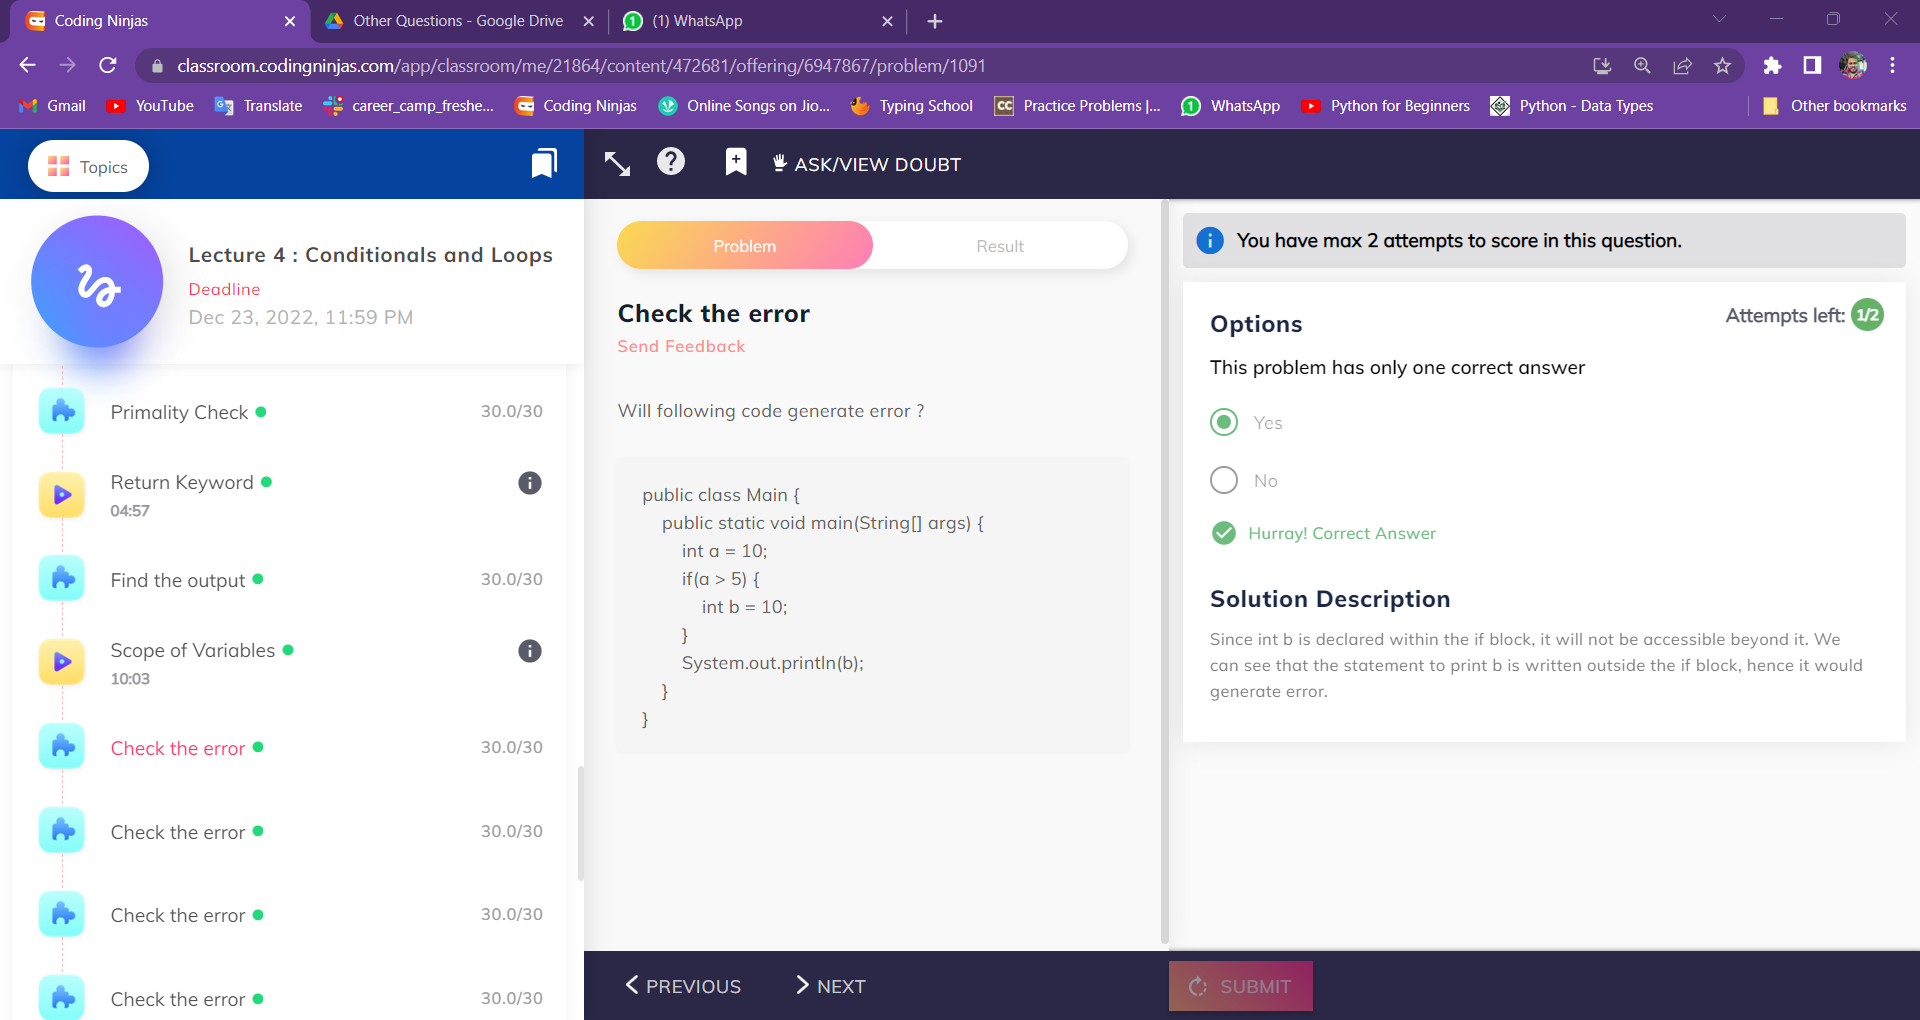 Coding Ninjas
Other Questions - Google Drive
1
(1) WhatsApp
classroom.codingninjas.com/app/classroom/me/21864/content/472681/offering/6947867/problem/1091
Gmail
YouTube
Translate
career_camp_freshe...
Coding Ninjas
Online Songs on Jio...
Typing School
CC
Practice Problems |...
1
WhatsApp
Python for Beginners
Python - Data Types
Other bookmarks
Topics
ASK/VIEW DOUBT
Lecture 4 : Conditionals and Loops
Deadline
Dec 23, 2022, 11:59 PM
Primality Check
30.0/30
Return Keyword
04:57
Find the output
30.0/30
Scope of Variables
10:03
Check the error
30.0/30
Check the error
30.0/30
Check the error
30.0/30
Check the error
30.0/30
Problem
Result
Check the error
Send Feedback
Will following code generate error ?
public class Main {
public static void main(String[] args) {
int a = 10;
if(a > 5) {
int b = 10;
}
System.out.println(b);
}
}
PREVIOUS
NEXT
You have max 2 attempts to score in this question.
Options
Attempts left: 1/2
This problem has only one correct answer
Yes
No
Hurray! Correct Answer
Solution Description
Since int b is declared within the if block, it will not be accessible beyond it. We
can see that the statement to print b is written outside the if block, hence it would
generate error.
SUBMIT